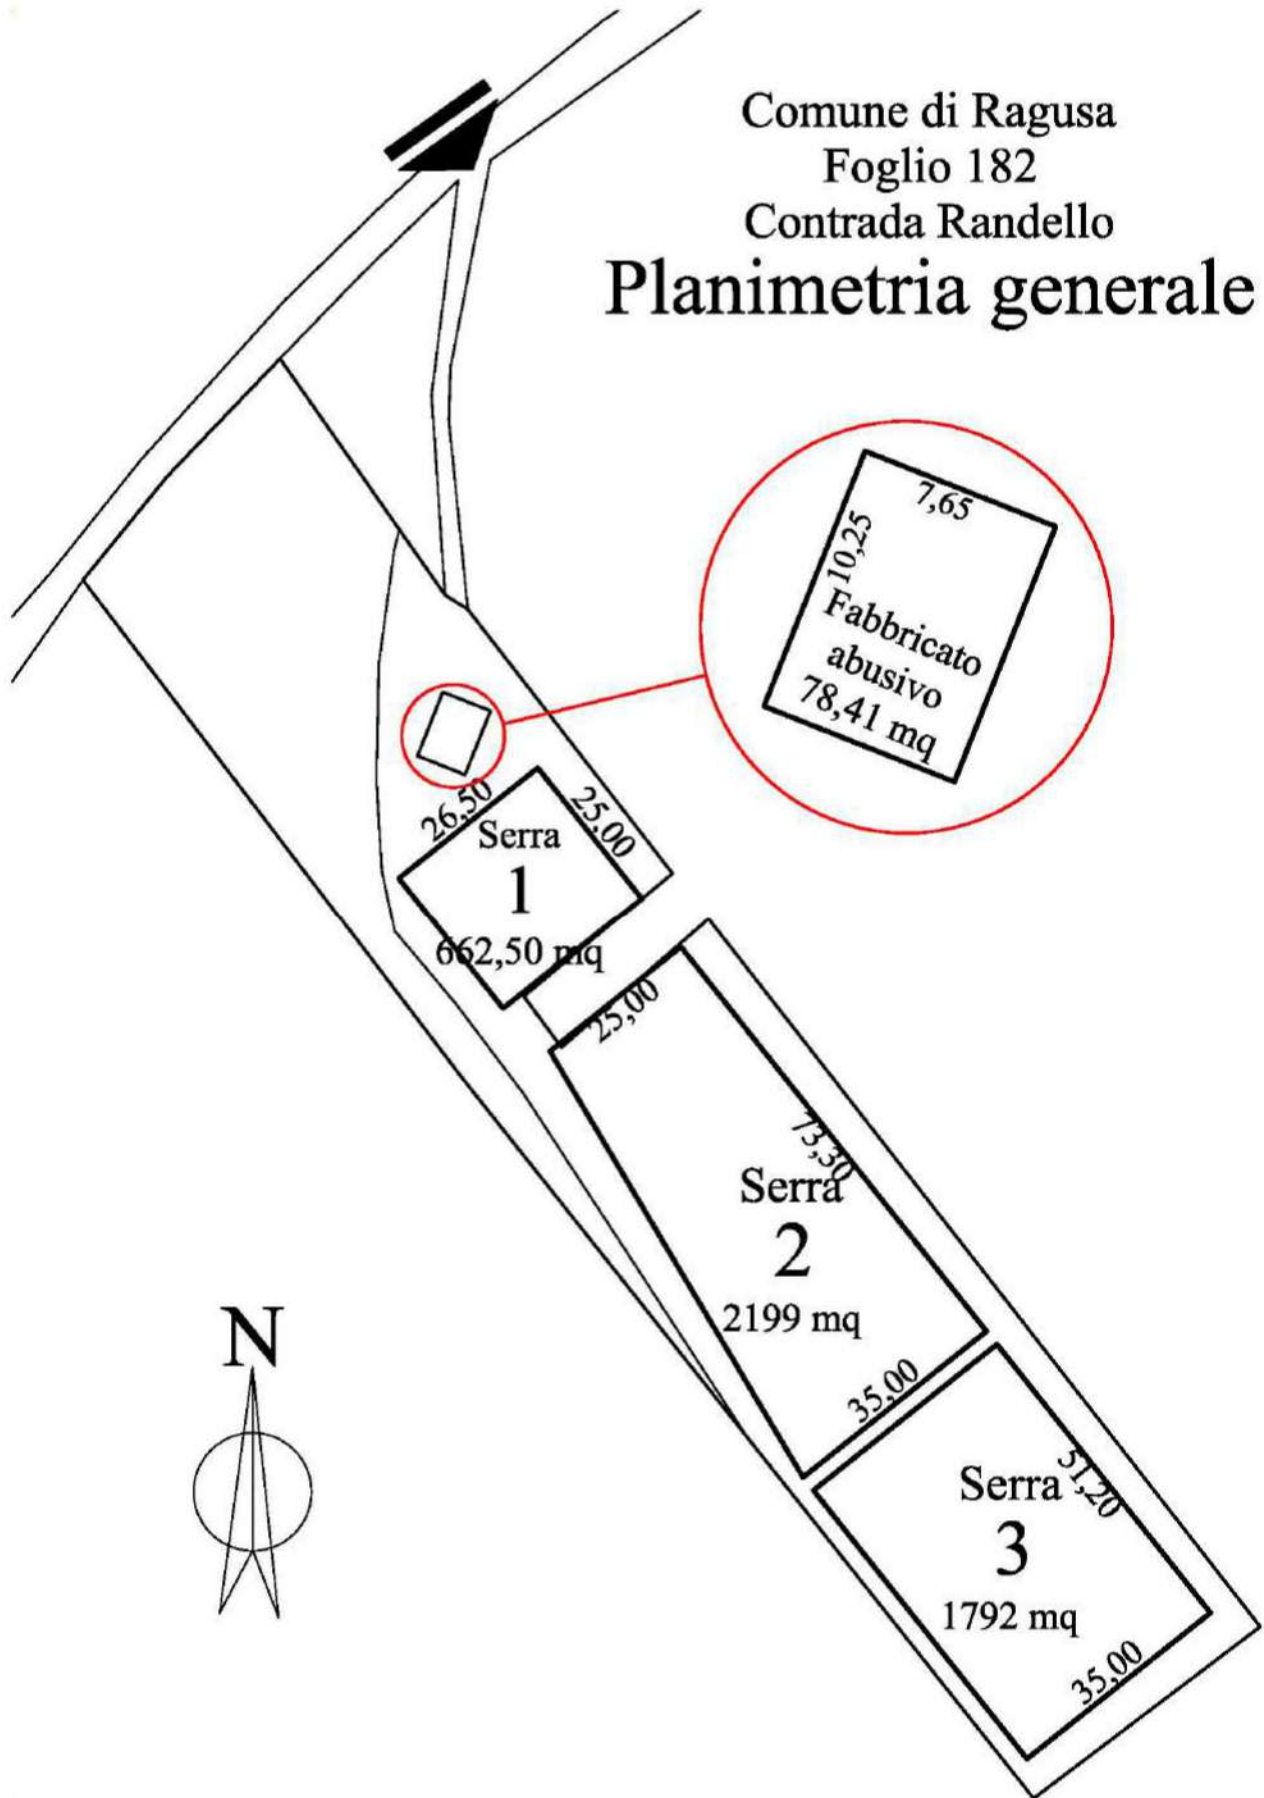 Comune di Ragusa
Foglio 182
Contrada Randello
Planimetria generale
7,65
10,25
Fabbricato
abusivo
78,41 mq
26,50
25,00
Serra
1
662,50 mq
25,00
73,30
Serra
2
2199 mq
35,00
N
51,20
Serra
3
1792 mq
35,00